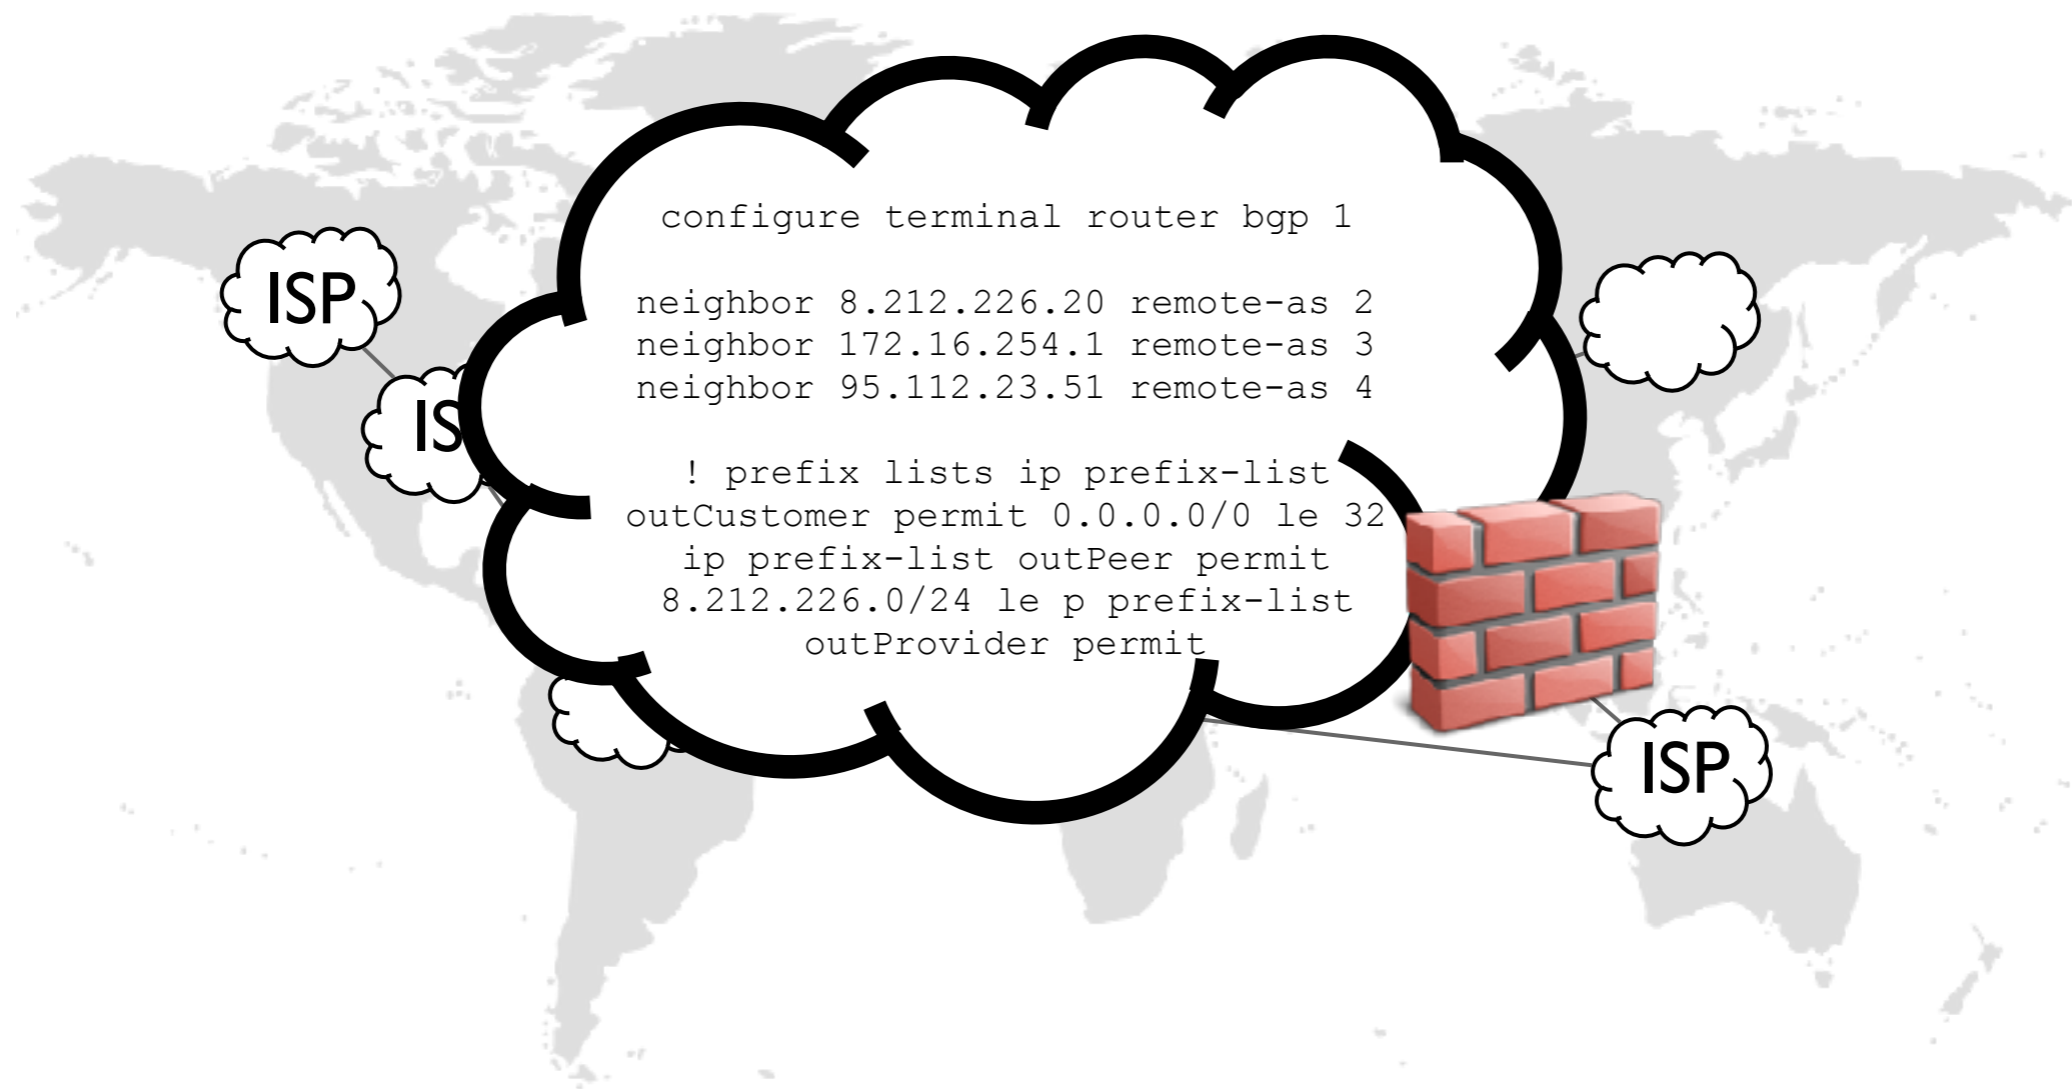 configure terminal router bgp 1
ISP
neighbor 8.212.226.20 remote-as 2
neighbor 172.16.254.1 remote-as 3
neighbor 95.112.23.51 remote-as 4
IS
! prefix lists ip prefix-list
outCustomer permit 0.0.0.0/0 le 32
ip prefix-list outPeer permit
8.212.226.0/24 le p prefix-list
outProvider permit
ISP